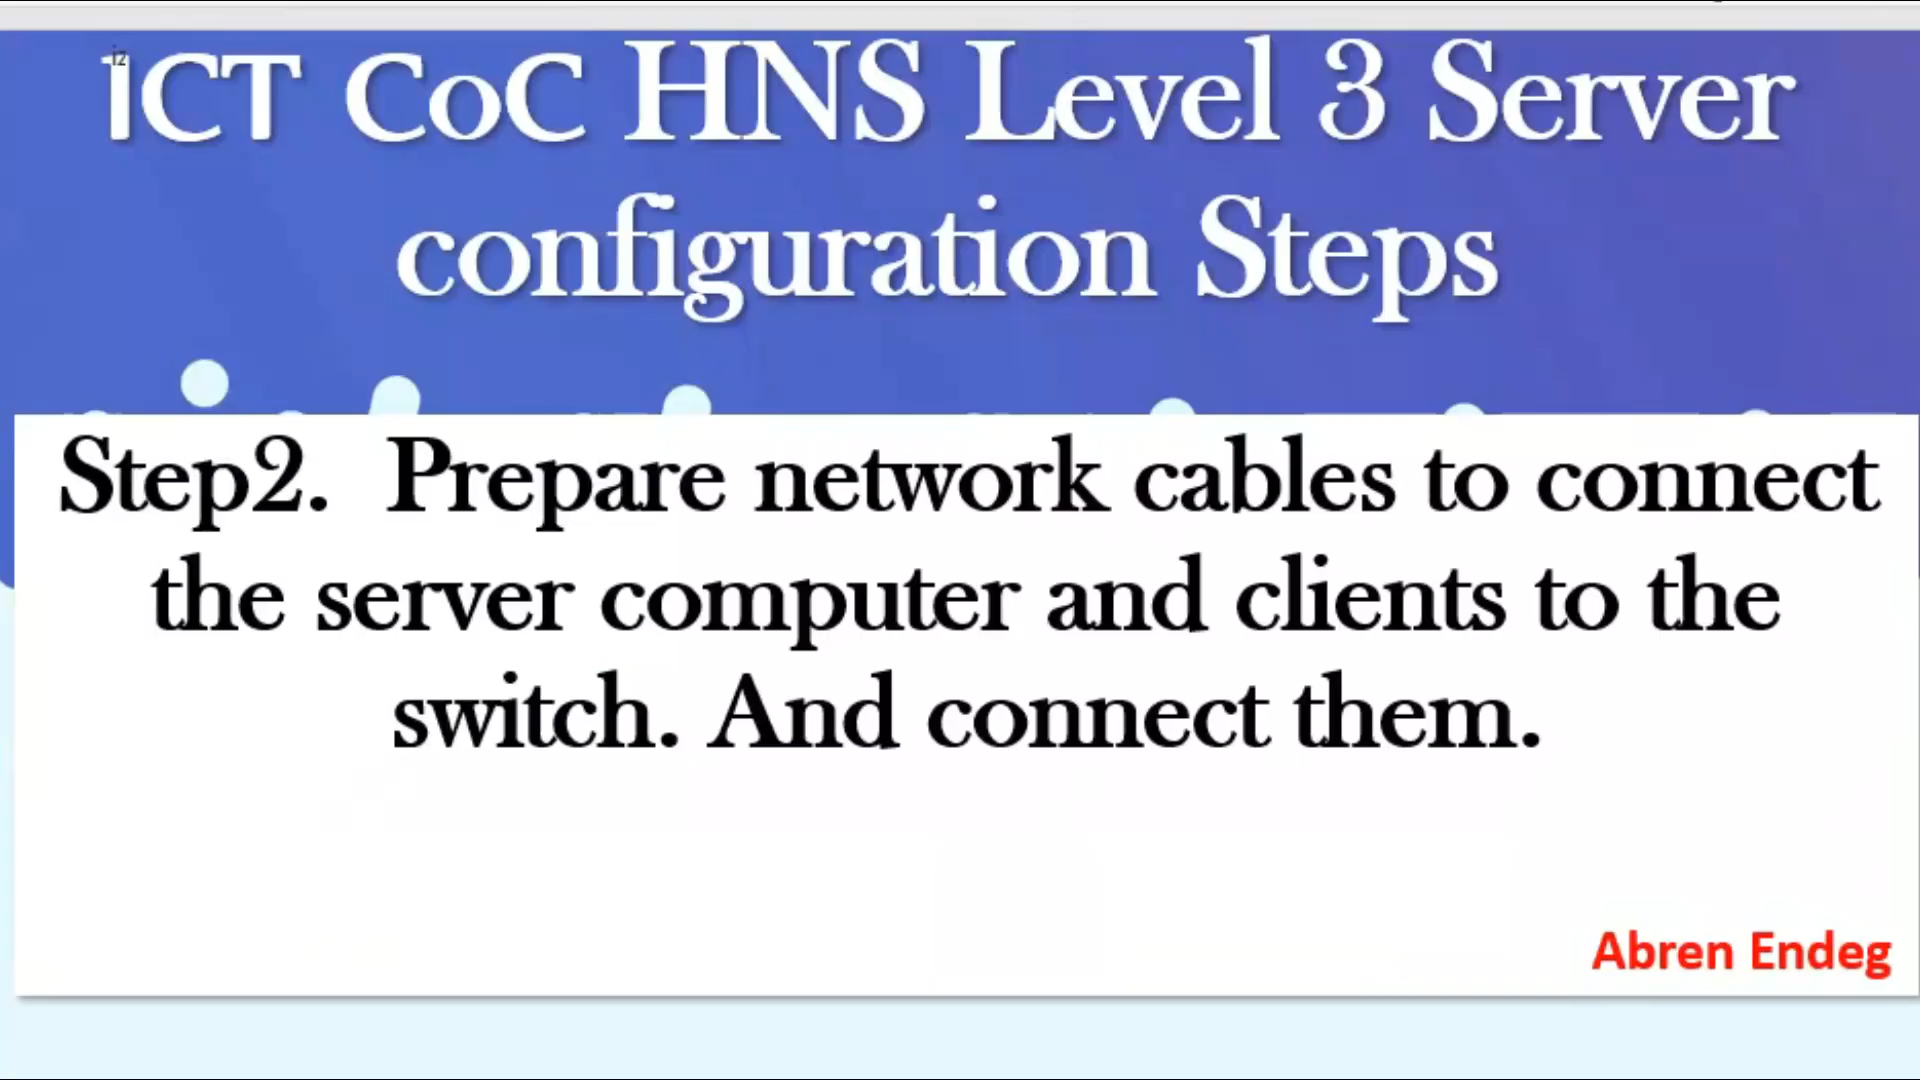 ICT CoC HNS Level 3 Server
configuration Steps
Step2. Prepare network cables to connect
the server computer and clients to the
switch. And connect them.
Abren Endeg